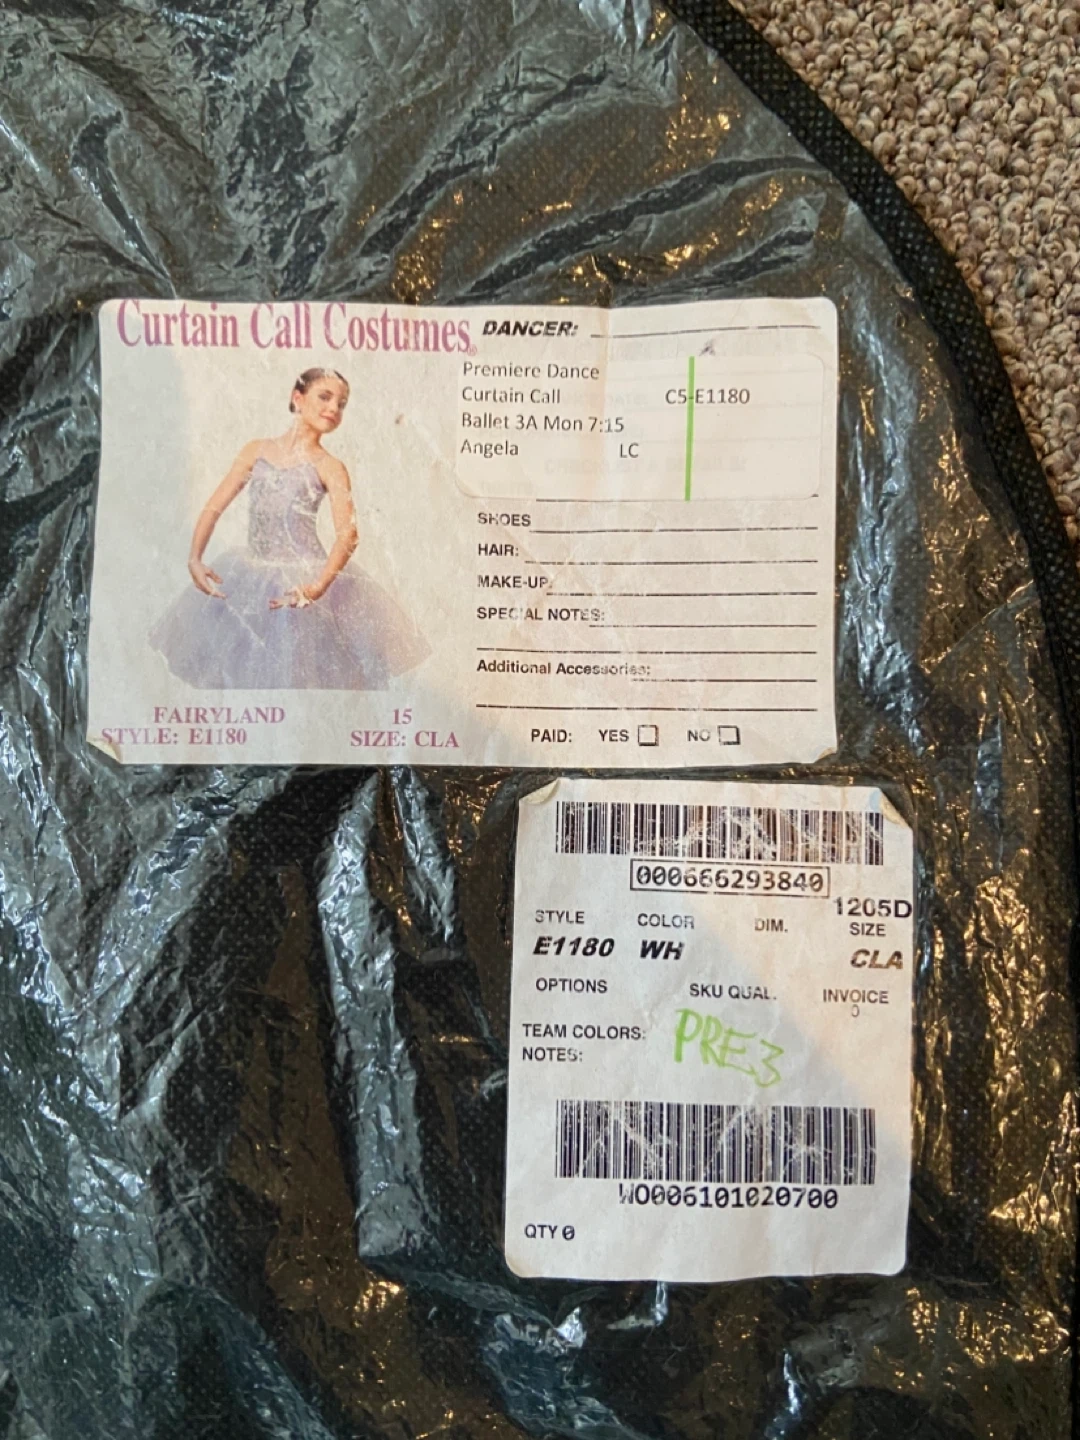 Curtain Call Costumes®
DANCER:
Premiere Dance
Curtain Call C5-E1180
Ballet 3A Mon 7:15
Angela LC
SHOES
HAIR:
MAKE-UP:
SPECIAL NOTES:
Additional Accessories:
FAIRYLAND 15
STYLE: E1180 SIZE: CLA
PAID: YES NO
000666293840
1205D
STYLE COLOR DIM. SIZE
E1180 WH CLA
OPTIONS SKU QUAL. INVOICE
0
TEAM COLORS:
NOTES:
PRE3
WO006101020700
QTY 0